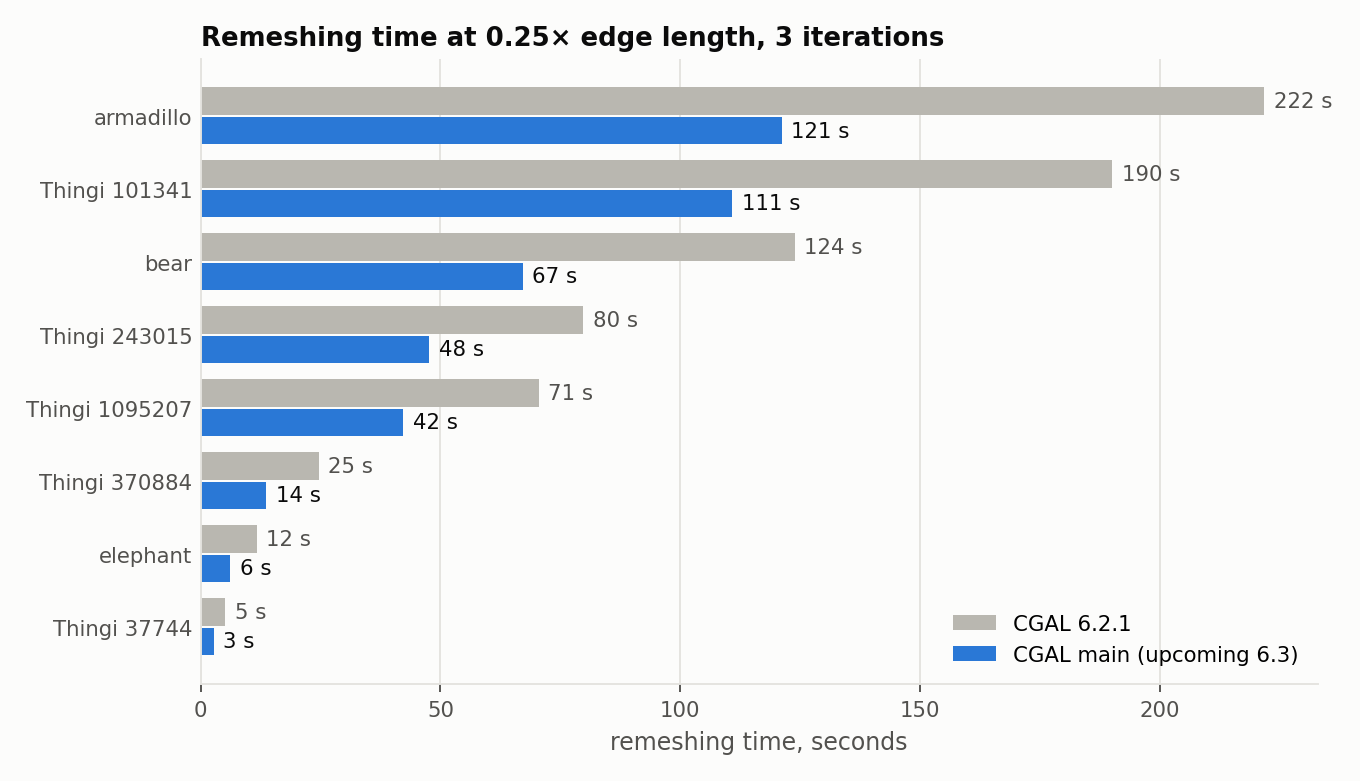 Remeshing time at 0.25× edge length, 3 iterations
armadillo
222 s
121 s
Thingi 101341
190 s
111 s
bear
124 s
67 s
Thingi 243015
80 s
48 s
Thingi 1095207
71 s
42 s
Thingi 370884
25 s
14 s
elephant
12 s
6 s
Thingi 37744
5 s
3 s
CGAL 6.2.1
CGAL main (upcoming 6.3)
0 50 100 150 200
remeshing time, seconds